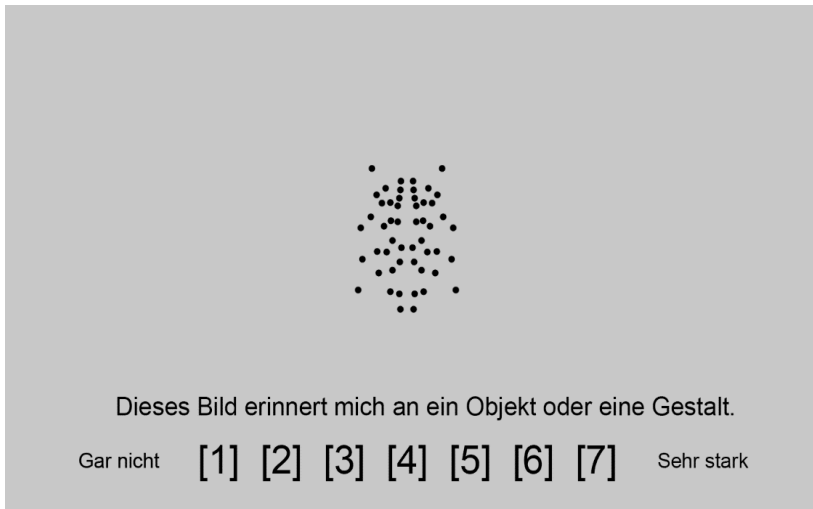 Dieses Bild erinnert mich an ein Objekt oder eine Gestalt.
Gar nicht [1] [2] [3] [4] [5] [6] [7] Sehr stark